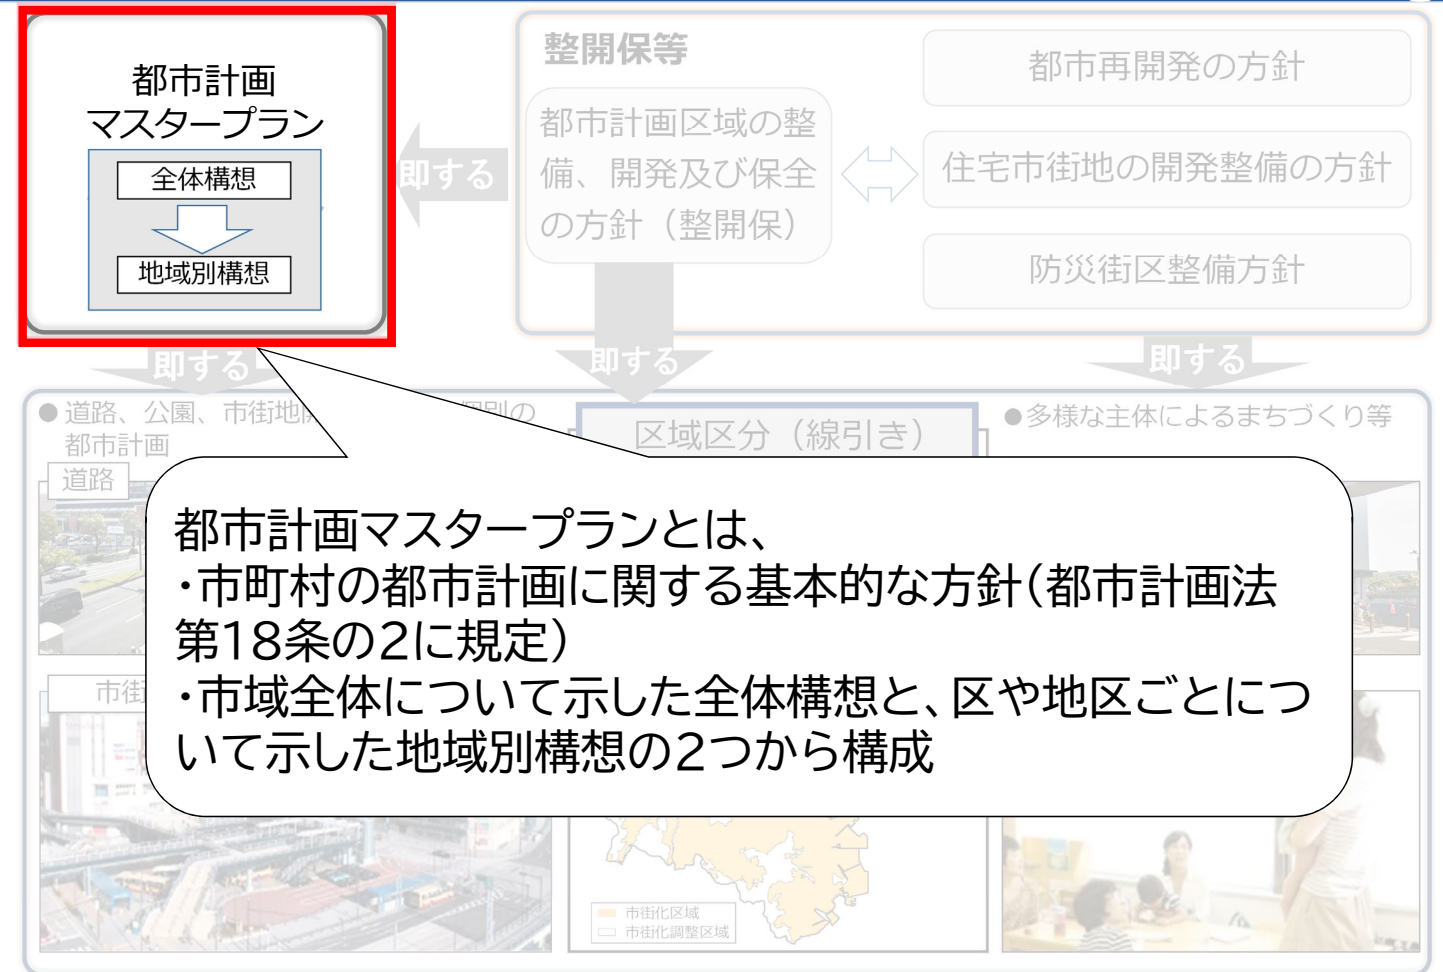 都市計画
マスタープラン
全体構想
地域別構想
即する
整開保等
都市計画区域の整
備、開発及び保全
の方針（整開保）
都市再開発の方針
住宅市街地の開発整備の方針
防災街区整備方針
即する
即する
即する
●道路、公園、市街地
個別の
都市計画
道路
区域区分（線引き）
●多様な主体によるまちづくり等
都市計画マスタープランとは、
・市町村の都市計画に関する基本的な方針（都市計画法
第18条の2に規定）
・市域全体について示した全体構想と、区や地区ごとにつ
いて示した地域別構想の2つから構成
市街
市街化区域
市街化調整区域